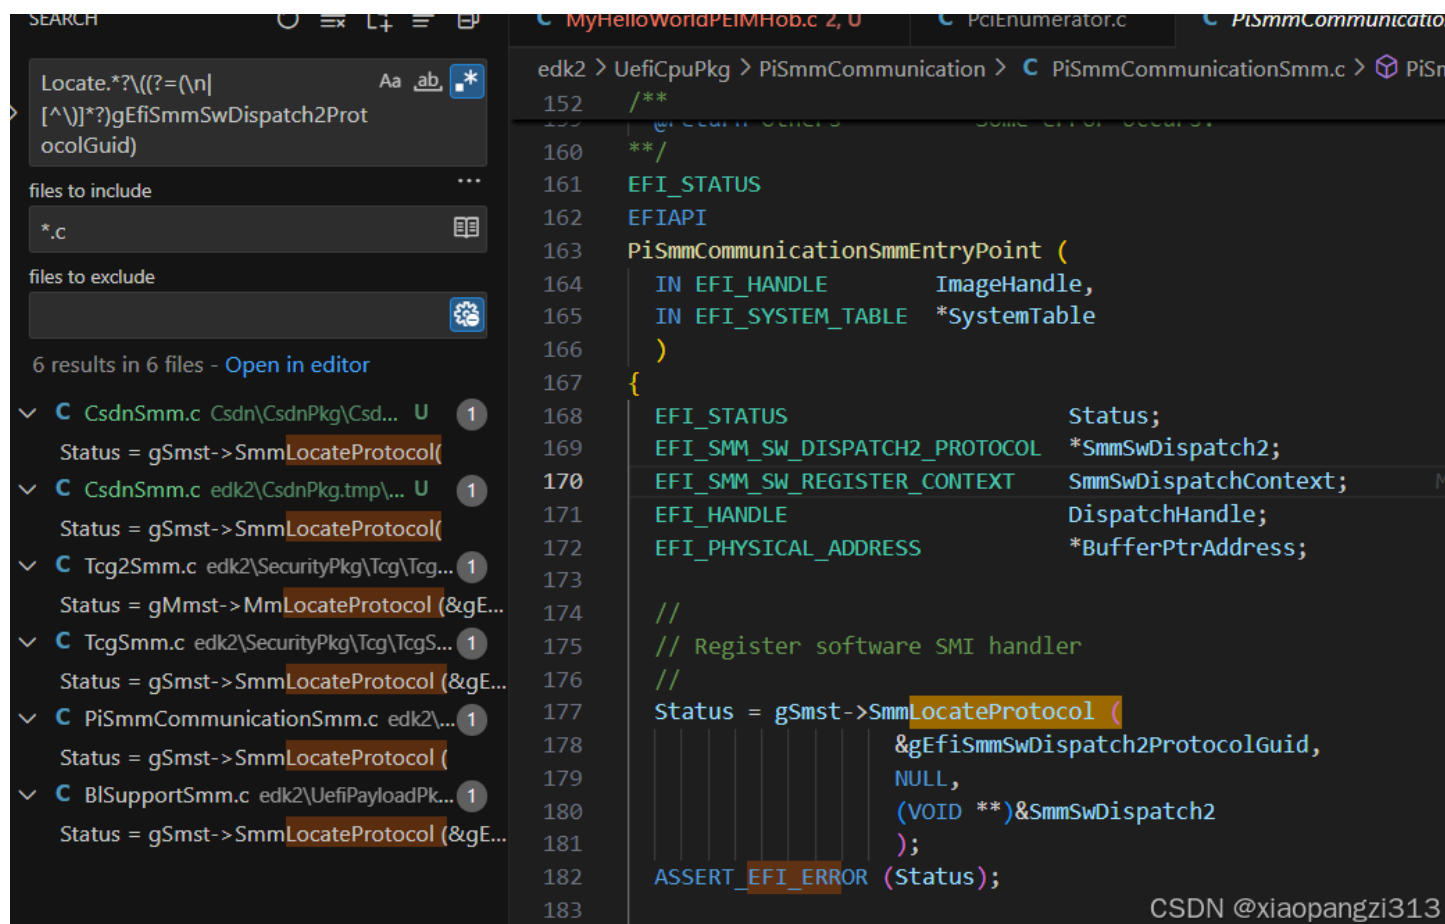 SEARCH
Locate.*?\((?=(\n|
[^\)]*?)gEfiSmmSwDispatch2Prot
ocolGuid)
Aa ab .*
files to include
*.c
files to exclude
6 results in 6 files - Open in editor
C CsdnSmm.c Csdn\CsdnPkg\Csd... U 1
Status = gSmst->SmmLocateProtocol(
C CsdnSmm.c edk2\CsdnPkg.tmp\... U 1
Status = gSmst->SmmLocateProtocol(
C Tcg2Smm.c edk2\SecurityPkg\Tcg\Tcg... 1
Status = gMmst->MmLocateProtocol (&gE...
C TcgSmm.c edk2\SecurityPkg\Tcg\TcgS... 1
Status = gSmst->SmmLocateProtocol (&gE...
C PiSmmCommunicationSmm.c edk2\... 1
Status = gSmst->SmmLocateProtocol (
C BlSupportSmm.c edk2\UefiPayloadPk... 1
Status = gSmst->SmmLocateProtocol (&gE...
C MyHelloWorldPEIMHob.c 2, U C PciEnumerator.c C PiSmmCommunicatio
edk2 > UefiCpuPkg > PiSmmCommunication > C PiSmmCommunicationSmm.c > PiSm
152 /**
159 @return Others Some error occurs.
160 **/
161 EFI_STATUS
162 EFIAPI
163 PiSmmCommunicationSmmEntryPoint (
164 IN EFI_HANDLE ImageHandle,
165 IN EFI_SYSTEM_TABLE *SystemTable
166 )
167 {
168 EFI_STATUS Status;
169 EFI_SMM_SW_DISPATCH2_PROTOCOL *SmmSwDispatch2;
170 EFI_SMM_SW_REGISTER_CONTEXT SmmSwDispatchContext;
171 EFI_HANDLE DispatchHandle;
172 EFI_PHYSICAL_ADDRESS *BufferPtrAddress;
173
174 //
175 // Register software SMI handler
176 //
177 Status = gSmst->SmmLocateProtocol (
178 &gEfiSmmSwDispatch2ProtocolGuid,
179 NULL,
180 (VOID **)&SmmSwDispatch2
181 );
182 ASSERT_EFI_ERROR (Status);
183
CSDN @xiaopangzi313